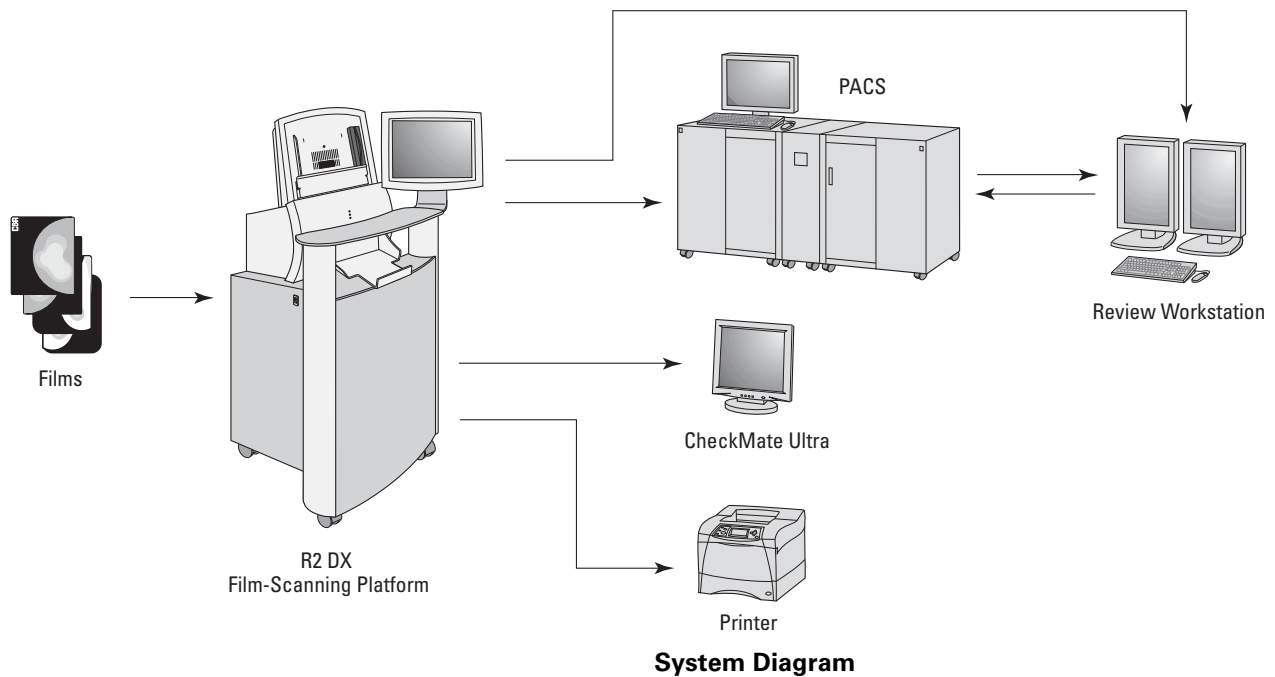 PACS
Review Workstation
Films
CheckMate Ultra
R2 DX
Film-Scanning Platform
Printer
System Diagram